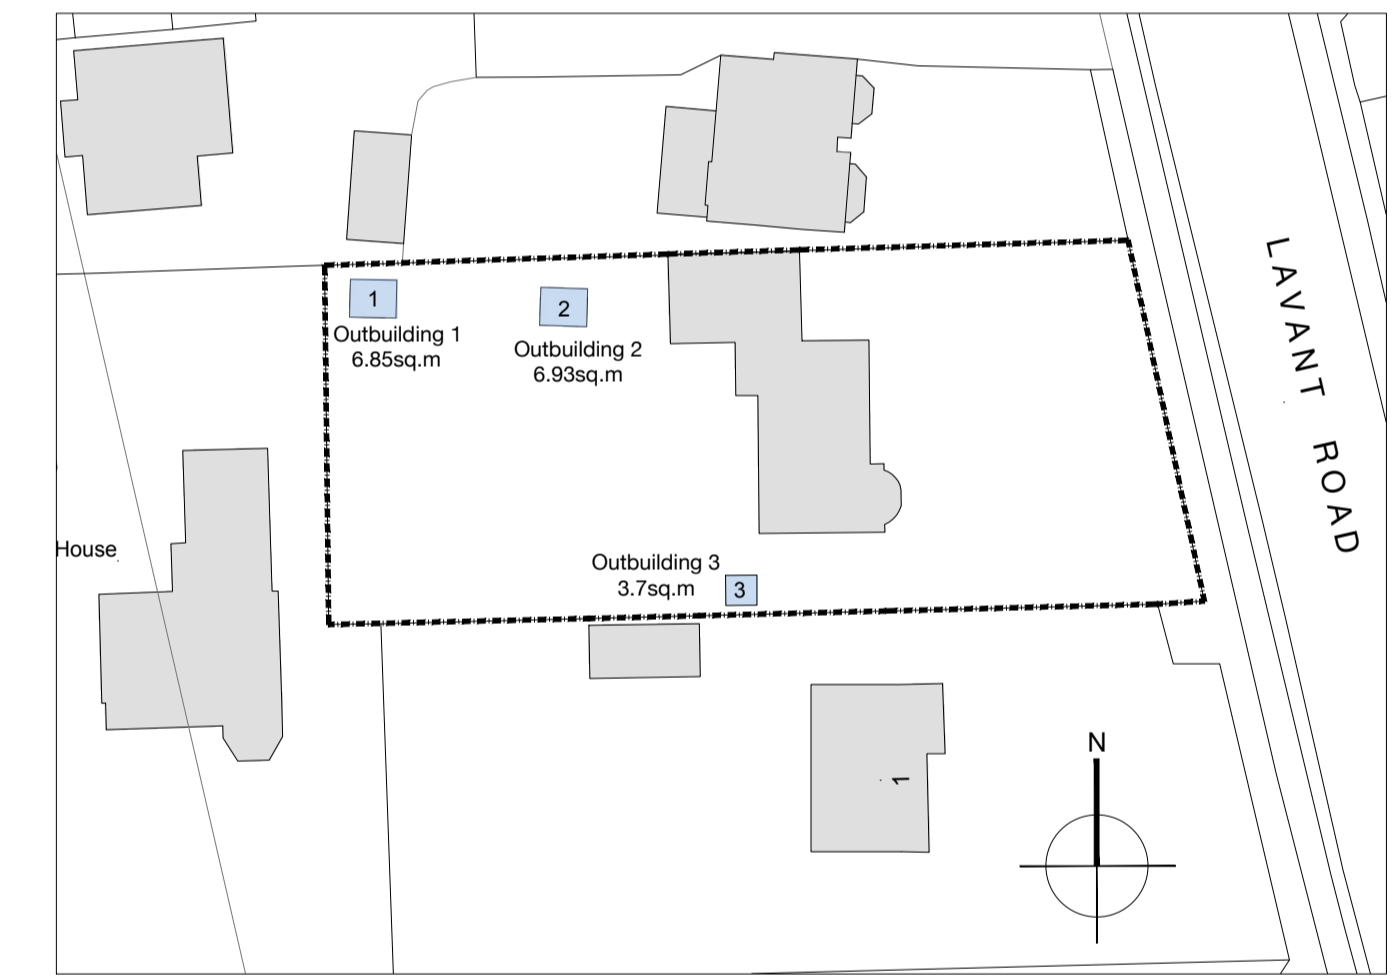 LAVANT ROAD
1
Outbuilding 1
6.85sq.m
2
Outbuilding 2
6.93sq.m
House
Outbuilding 3
3.7sq.m
3
1
N